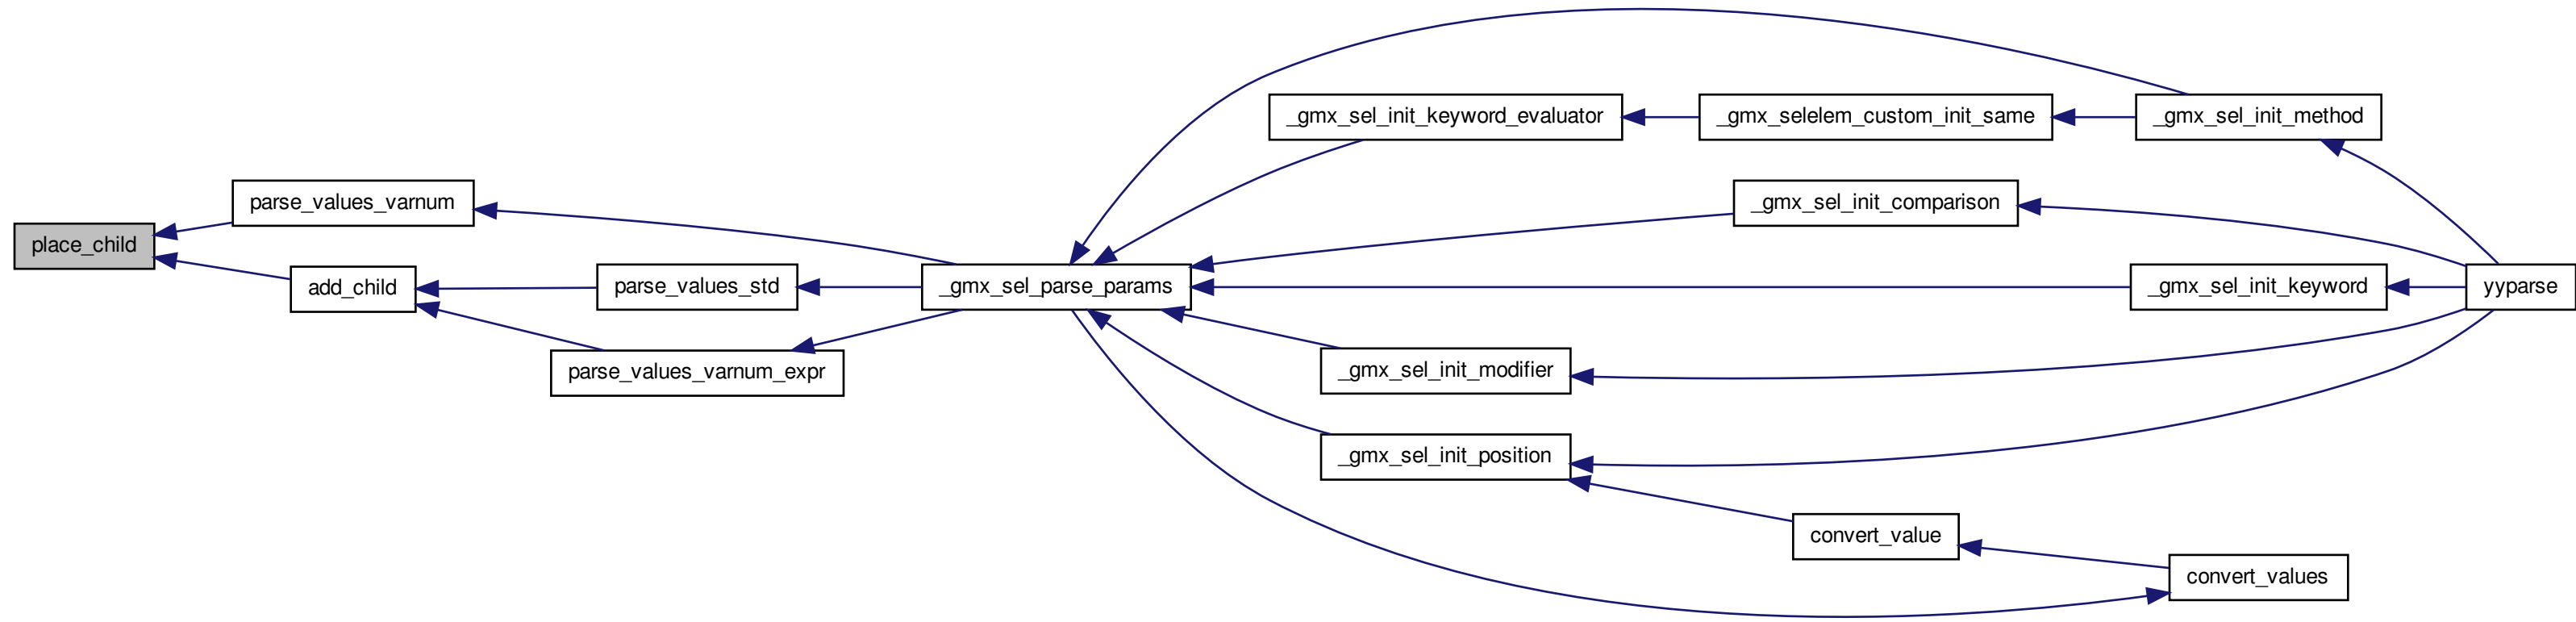 place_child
parse_values_varnum
add_child
parse_values_std
parse_values_varnum_expr
_gmx_sel_parse_params
_gmx_sel_init_keyword_evaluator
_gmx_selelem_custom_init_same
_gmx_sel_init_method
_gmx_sel_init_comparison
_gmx_sel_init_keyword
yyparse
_gmx_sel_init_modifier
_gmx_sel_init_position
convert_value
convert_values